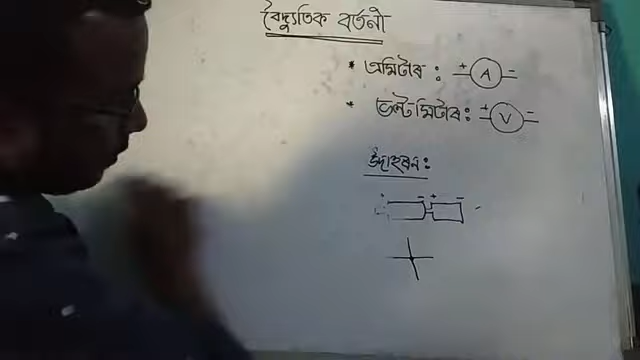 বৈদ্যুতিক বৰ্তনী
* এমিটাৰ : + A -
* ভল্টমিটাৰ : + V -
উদাহৰণ :
- + -